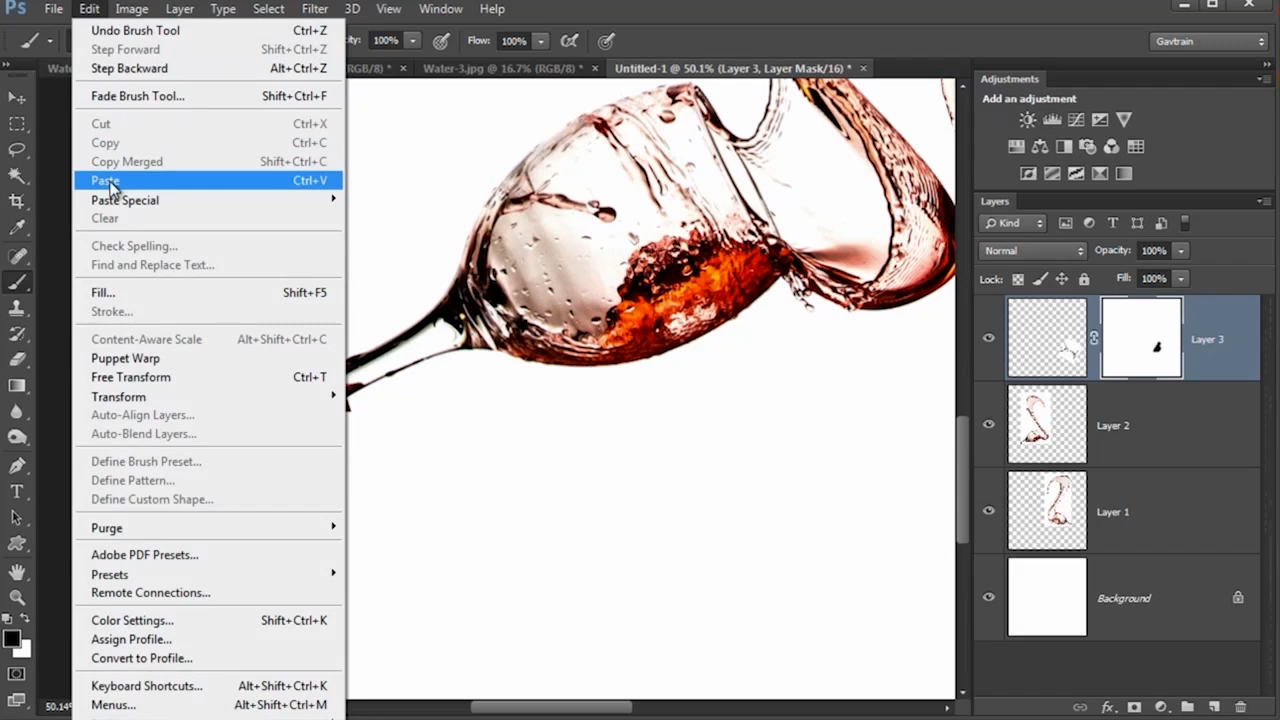 Ps File Edit Image Layer Type Select Filter 3D View Window Help
100% Flow: 100% Gavtrain
RGB/8) * × Water-3.jpg @ 16.7% (RGB/8) * × Untitled-1 @ 50.1% (Layer 3, Layer Mask/16) * ×
Undo Brush Tool Ctrl+Z
Step Forward Shift+Ctrl+Z
Step Backward Alt+Ctrl+Z
Fade Brush Tool... Shift+Ctrl+F
Cut Ctrl+X
Copy Ctrl+C
Copy Merged Shift+Ctrl+C
Paste Ctrl+V
Paste Special
Clear
Check Spelling...
Find and Replace Text...
Fill... Shift+F5
Stroke...
Content-Aware Scale Alt+Shift+Ctrl+C
Puppet Warp
Free Transform Ctrl+T
Transform
Auto-Align Layers...
Auto-Blend Layers...
Define Brush Preset...
Define Pattern...
Define Custom Shape...
Purge
Adobe PDF Presets...
Presets
Remote Connections...
Color Settings... Shift+Ctrl+K
Assign Profile...
Convert to Profile...
Keyboard Shortcuts... Alt+Shift+Ctrl+K
Menus... Alt+Shift+Ctrl+M
Adjustments
Add an adjustment
Layers
Kind
Normal Opacity: 100%
Lock: Fill: 100%
Layer 3
Layer 2
Layer 1
Background